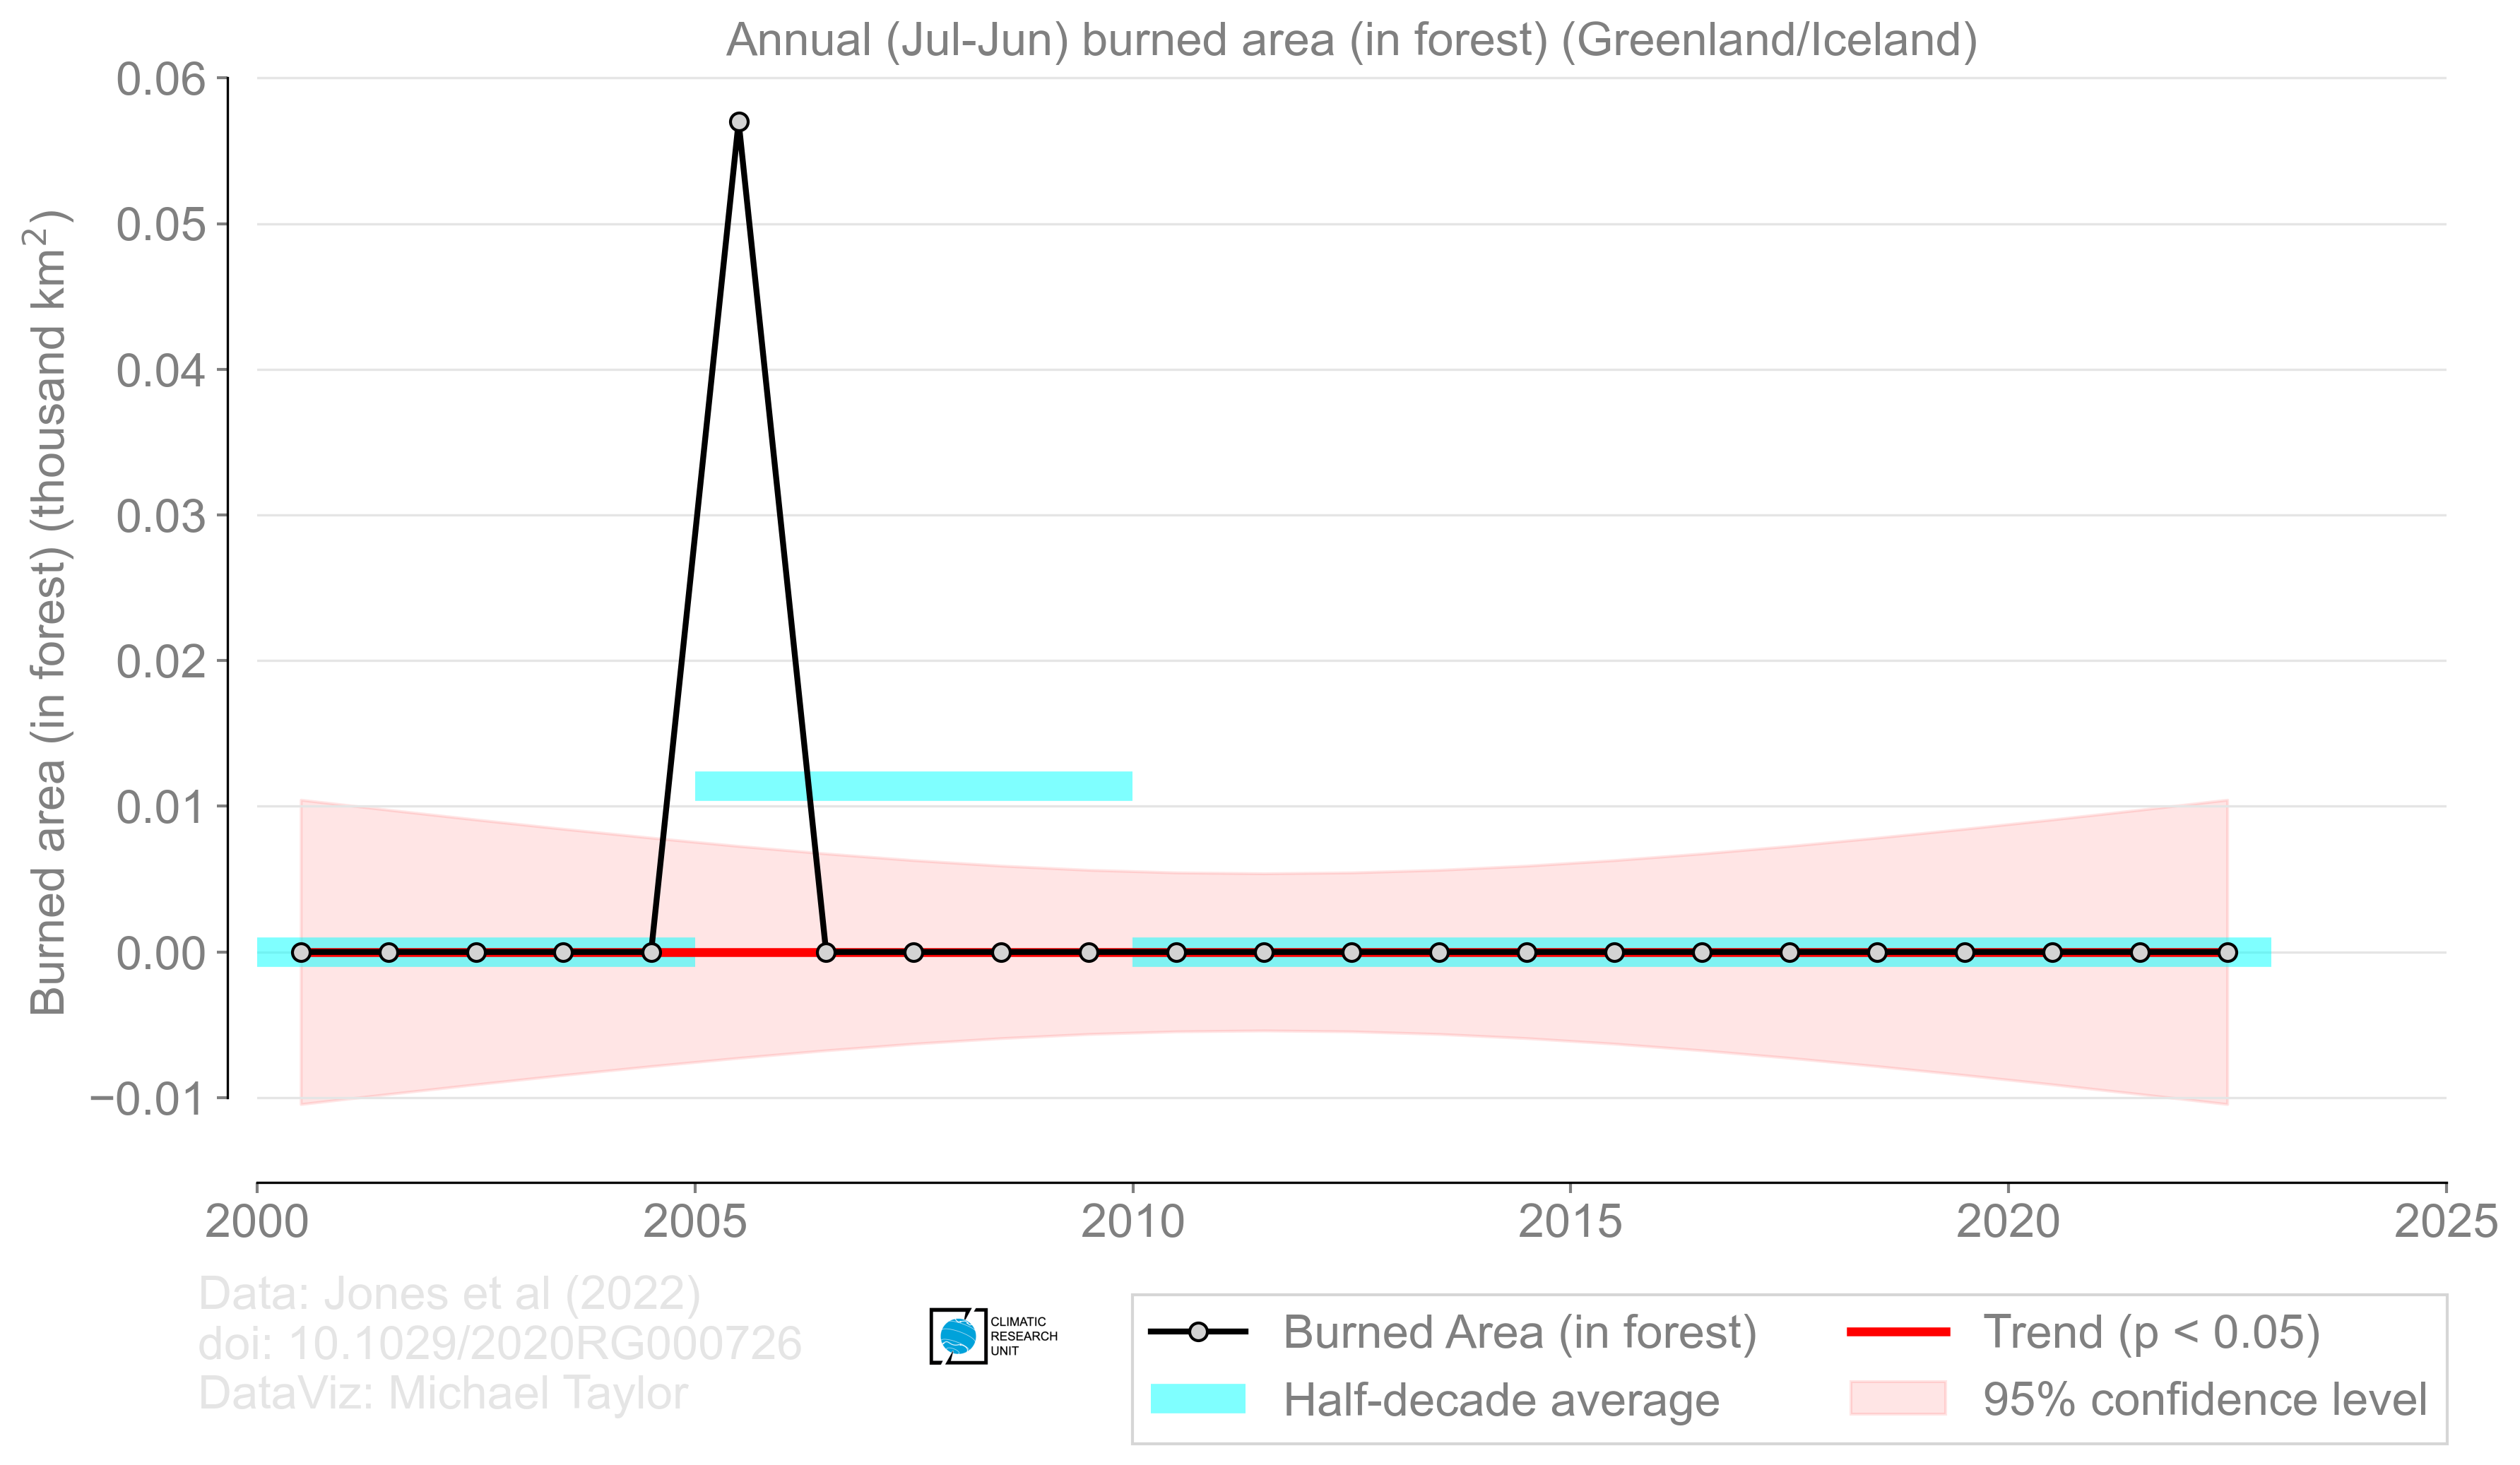 Annual (Jul-Jun) burned area (in forest) (Greenland/Iceland)
Burned area (in forest) (thousand km²)
0.06
0.05
0.04
0.03
0.02
0.01
0.00
−0.01
2000 2005 2010 2015 2020 2025
Data: Jones et al (2022)
doi: 10.1029/2020RG000726
DataViz: Michael Taylor
CLIMATIC
RESEARCH
UNIT
Burned Area (in forest)
Half-decade average
Trend (p < 0.05)
95% confidence level